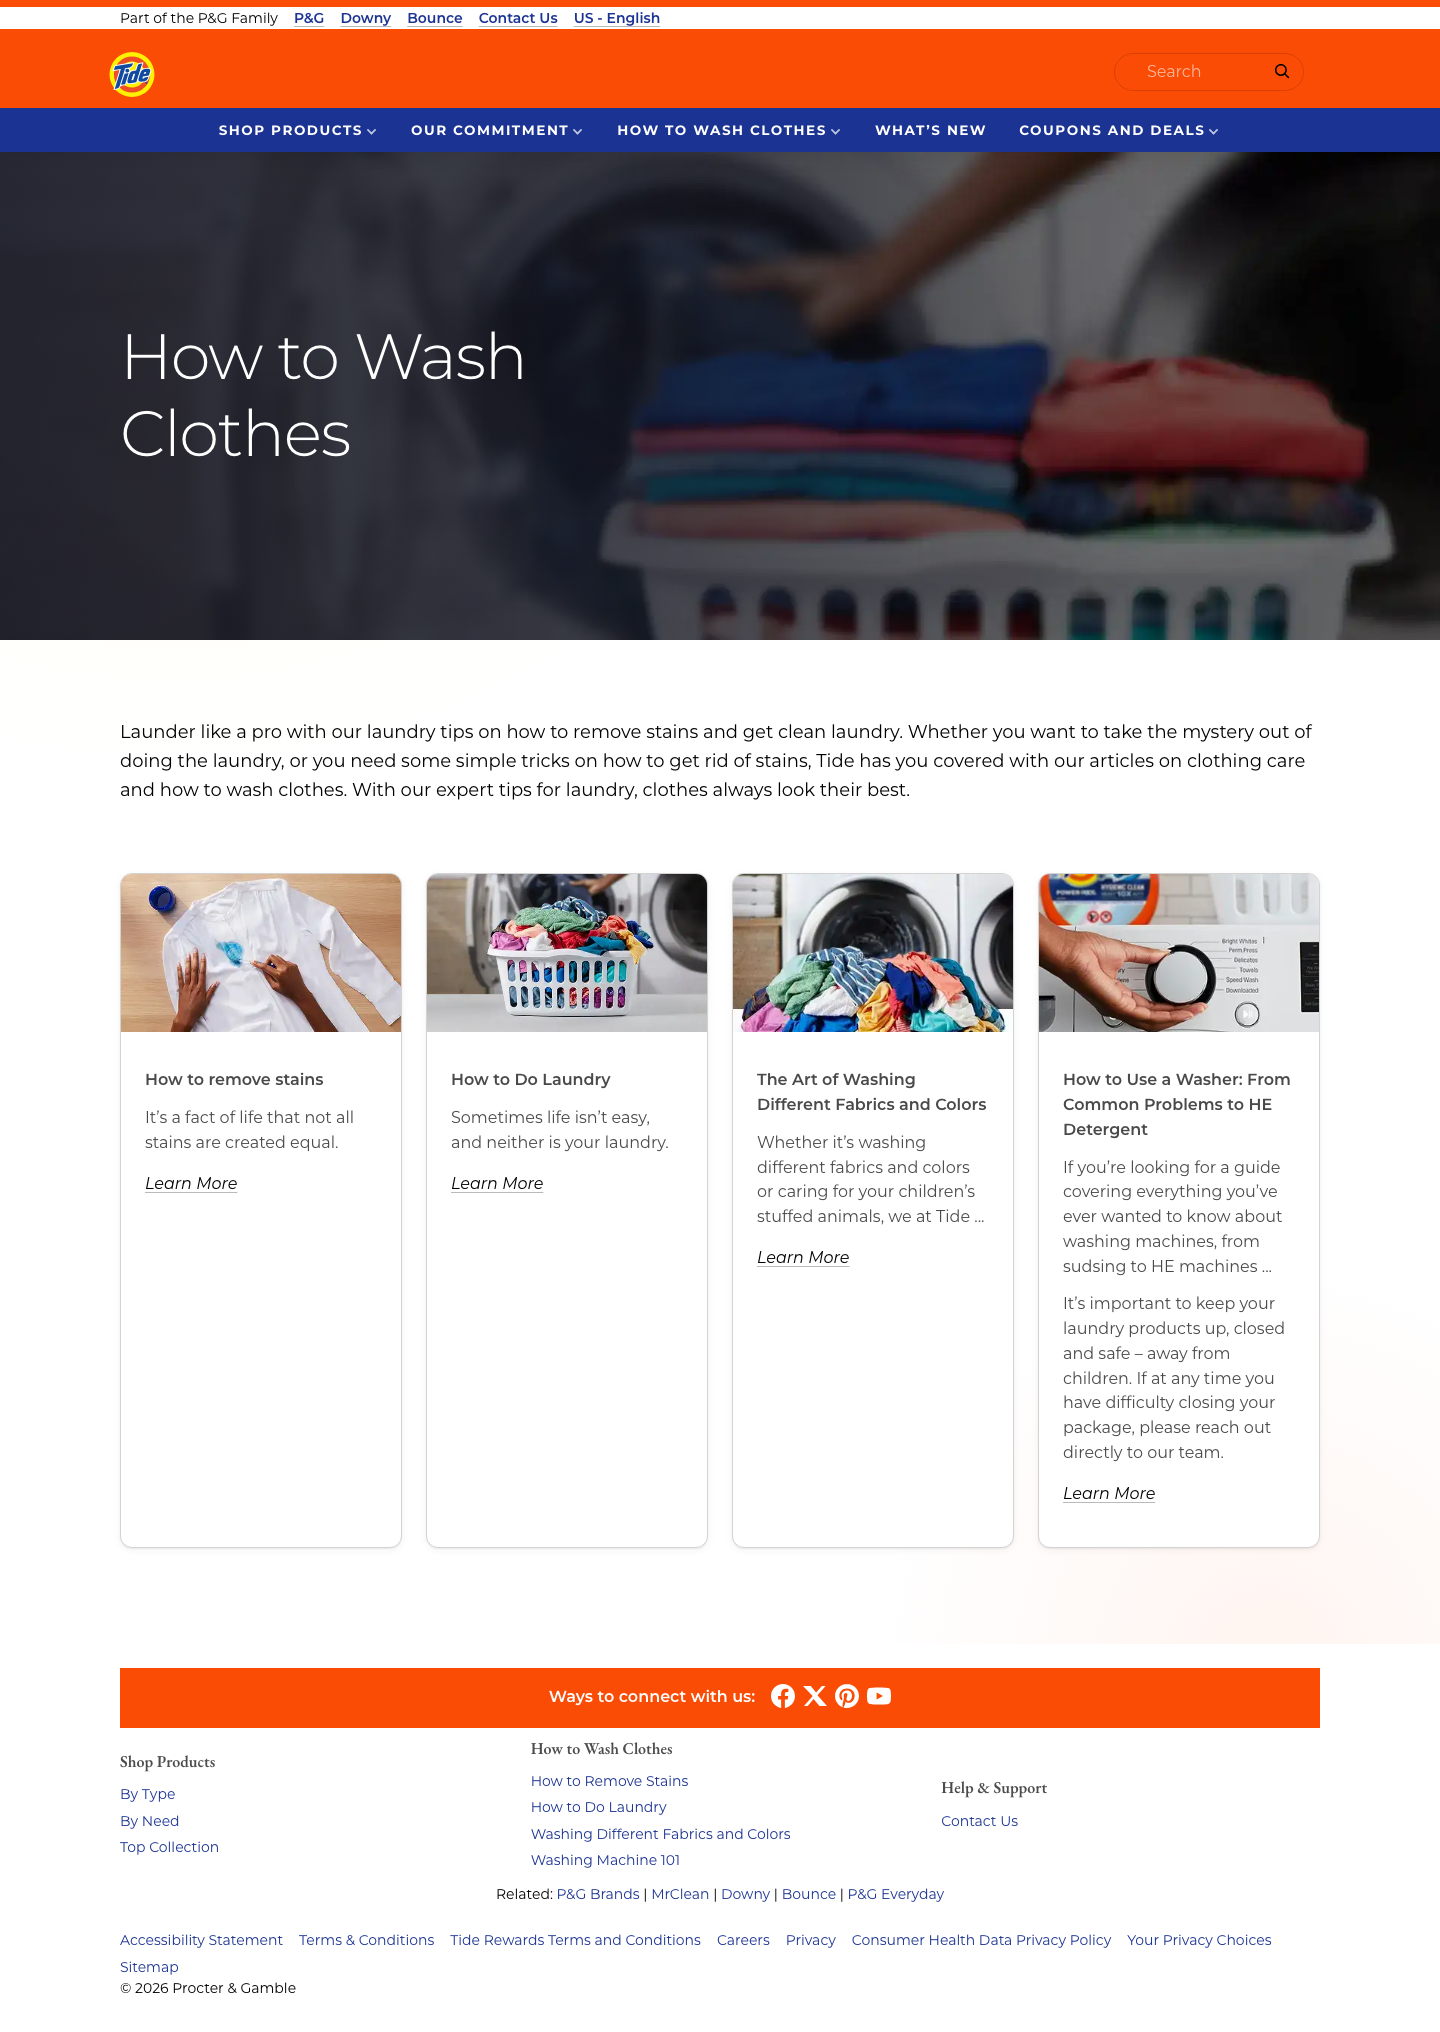 Part of the P&G Family P&G Downy Bounce Contact Us US - English
Tide
Search
SHOP PRODUCTS OUR COMMITMENT HOW TO WASH CLOTHES WHAT’S NEW COUPONS AND DEALS
How to Wash
Clothes
Launder like a pro with our laundry tips on how to remove stains and get clean laundry. Whether you want to take the mystery out of
doing the laundry, or you need some simple tricks on how to get rid of stains, Tide has you covered with our articles on clothing care
and how to wash clothes. With our expert tips for laundry, clothes always look their best.
How to remove stains
It’s a fact of life that not all
stains are created equal.
Learn More
How to Do Laundry
Sometimes life isn’t easy,
and neither is your laundry.
Learn More
The Art of Washing
Different Fabrics and Colors
Whether it’s washing
different fabrics and colors
or caring for your children’s
stuffed animals, we at Tide ...
Learn More
HYGIENIC CLEAN
Bright Whites
Perm.Press
Delicates
Towels
Speed Wash
Downloaded
How to Use a Washer: From
Common Problems to HE
Detergent
If you’re looking for a guide
covering everything you’ve
ever wanted to know about
washing machines, from
sudsing to HE machines ...
It’s important to keep your
laundry products up, closed
and safe – away from
children. If at any time you
have difficulty closing your
package, please reach out
directly to our team.
Learn More
Ways to connect with us:
Shop Products
By Type
By Need
Top Collection
How to Wash Clothes
How to Remove Stains
How to Do Laundry
Washing Different Fabrics and Colors
Washing Machine 101
Help & Support
Contact Us
Related: P&G Brands | MrClean | Downy | Bounce | P&G Everyday
Accessibility Statement Terms & Conditions Tide Rewards Terms and Conditions Careers Privacy Consumer Health Data Privacy Policy Your Privacy Choices
Sitemap
© 2026 Procter & Gamble